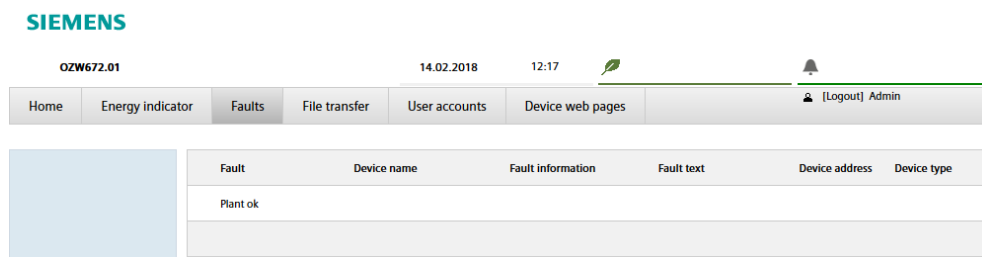 SIEMENS
OZW672.01 14.02.2018 12:17
Home Energy indicator Faults File transfer User accounts Device web pages [Logout] Admin
Fault Device name Fault information Fault text Device address Device type
Plant ok